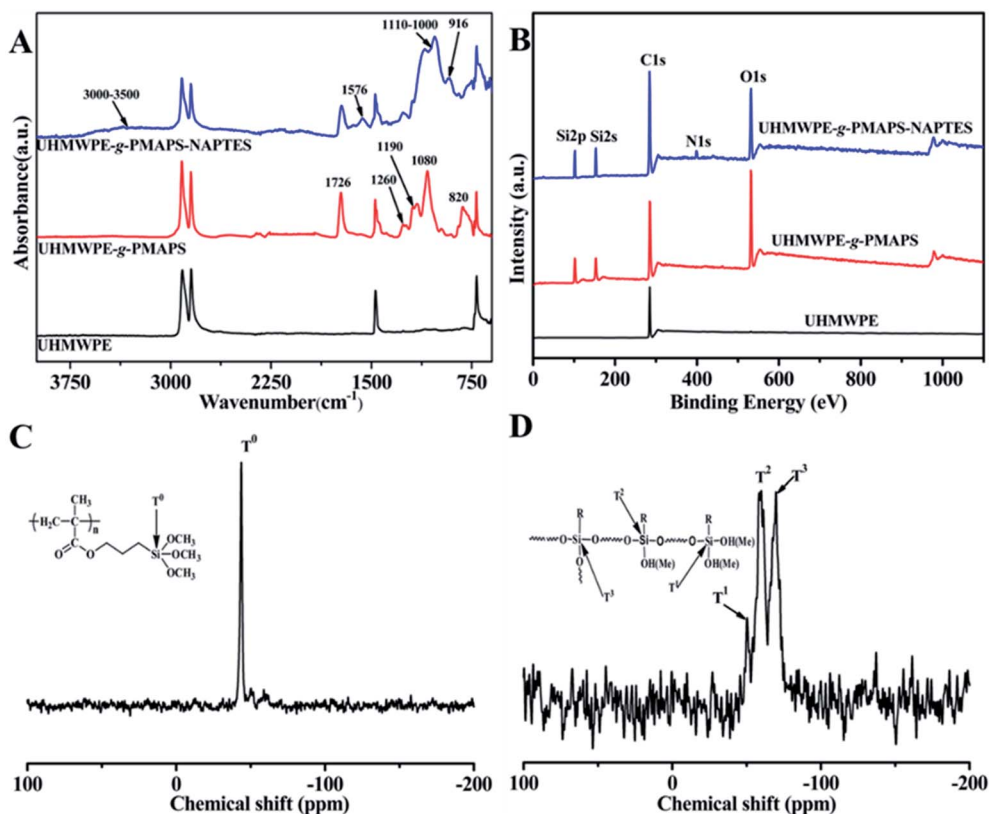 A
3000-3500
1110-1000
916
1576
UHMWPE-g-PMAPS-NAPTES
1726
1260
1190
1080
820
UHMWPE-g-PMAPS
UHMWPE
Absorbance(a.u.)
3750 3000 2250 1500 750
Wavenumber(cm⁻¹)
B
C1s
O1s
Si2p Si2s
N1s
UHMWPE-g-PMAPS-NAPTES
UHMWPE-g-PMAPS
UHMWPE
Intensity (a.u.)
0 200 400 600 800 1000
Binding Energy (eV)
C
T⁰
CH₃
T⁰
H₂C C n
C
O O
Si
OCH₃
OCH₃
OCH₃
100 0 -100 -200
Chemical shift (ppm)
D
T² T³
T¹
T²
R R R
O Si O O Si O O Si OH(Me)
O OH(Me) OH(Me)
T³ T¹
100 0 -100 -200
Chemical shift (ppm)